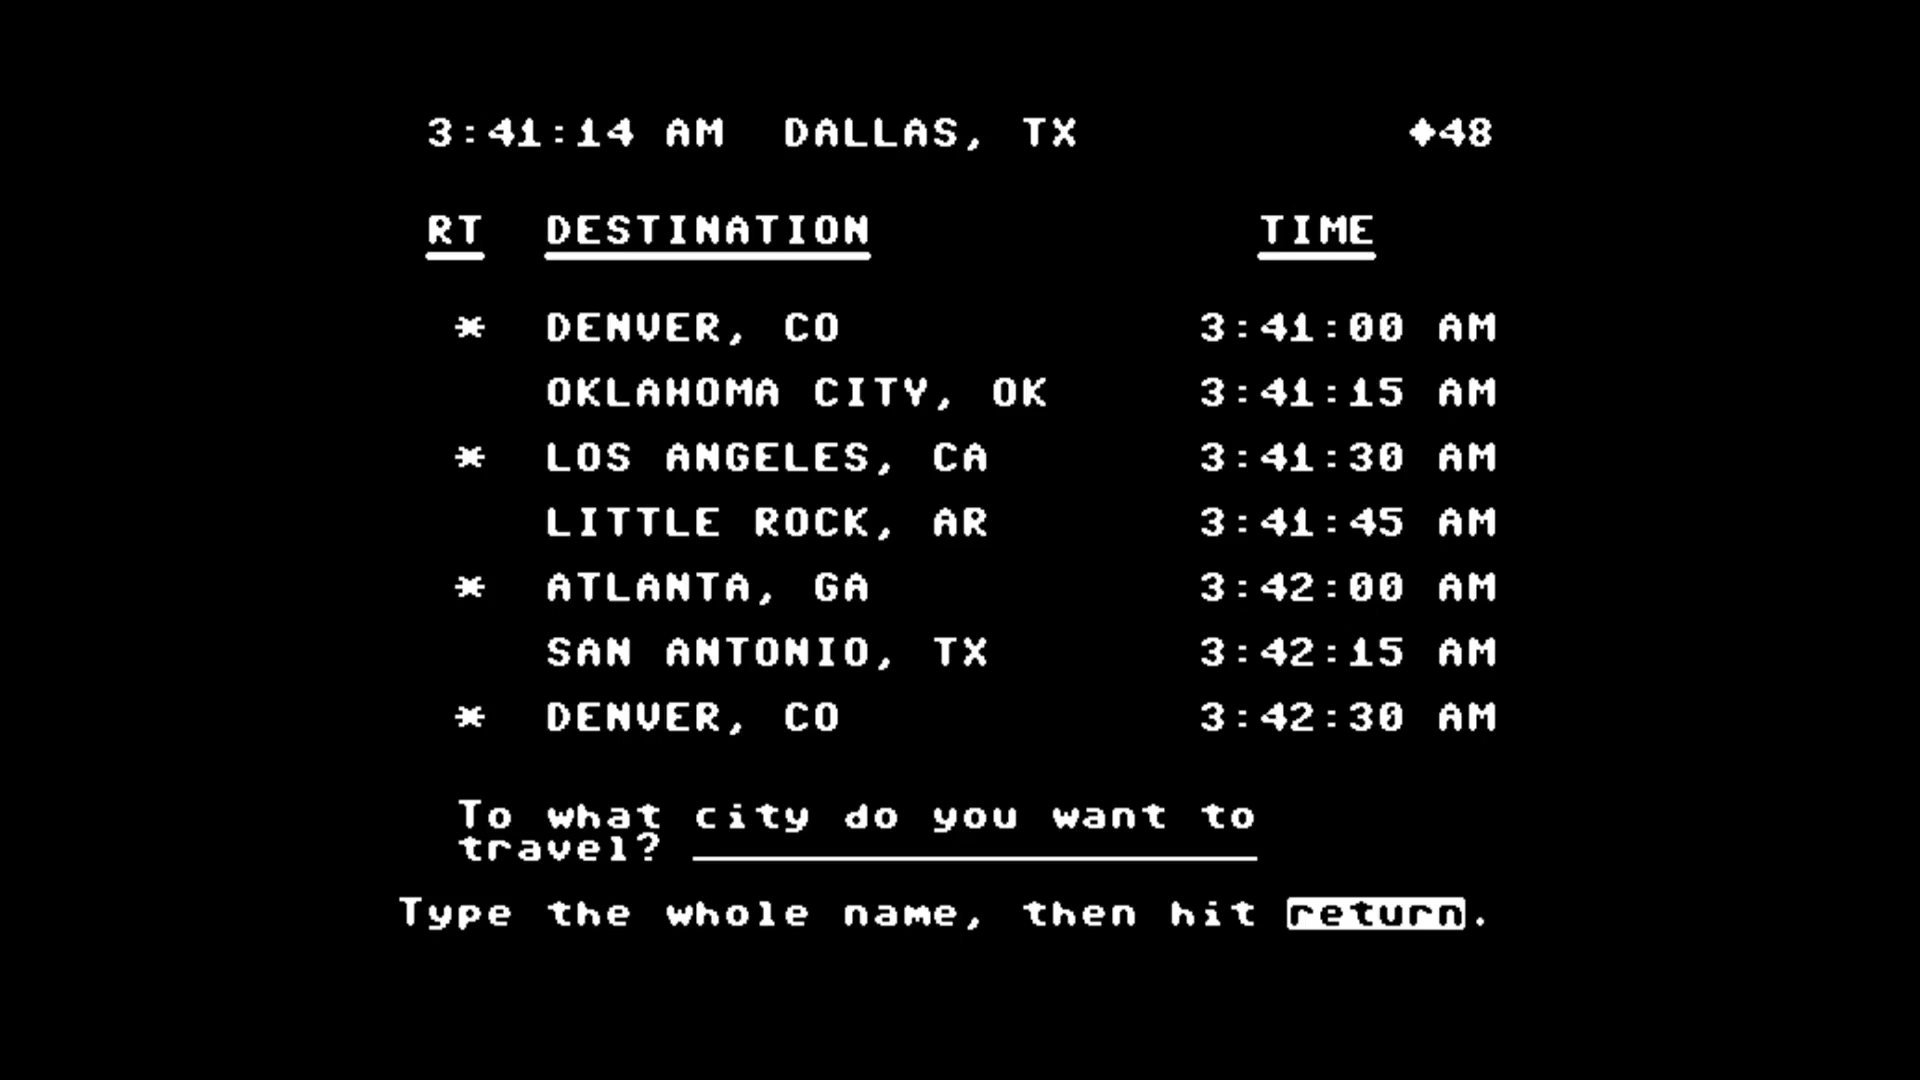 3:41:14 AM DALLAS, TX ♦48
RT DESTINATION TIME
* DENVER, CO 3:41:00 AM
OKLAHOMA CITY, OK 3:41:15 AM
* LOS ANGELES, CA 3:41:30 AM
LITTLE ROCK, AR 3:41:45 AM
* ATLANTA, GA 3:42:00 AM
SAN ANTONIO, TX 3:42:15 AM
* DENVER, CO 3:42:30 AM
To what city do you want to
travel?
Type the whole name, then hit return.